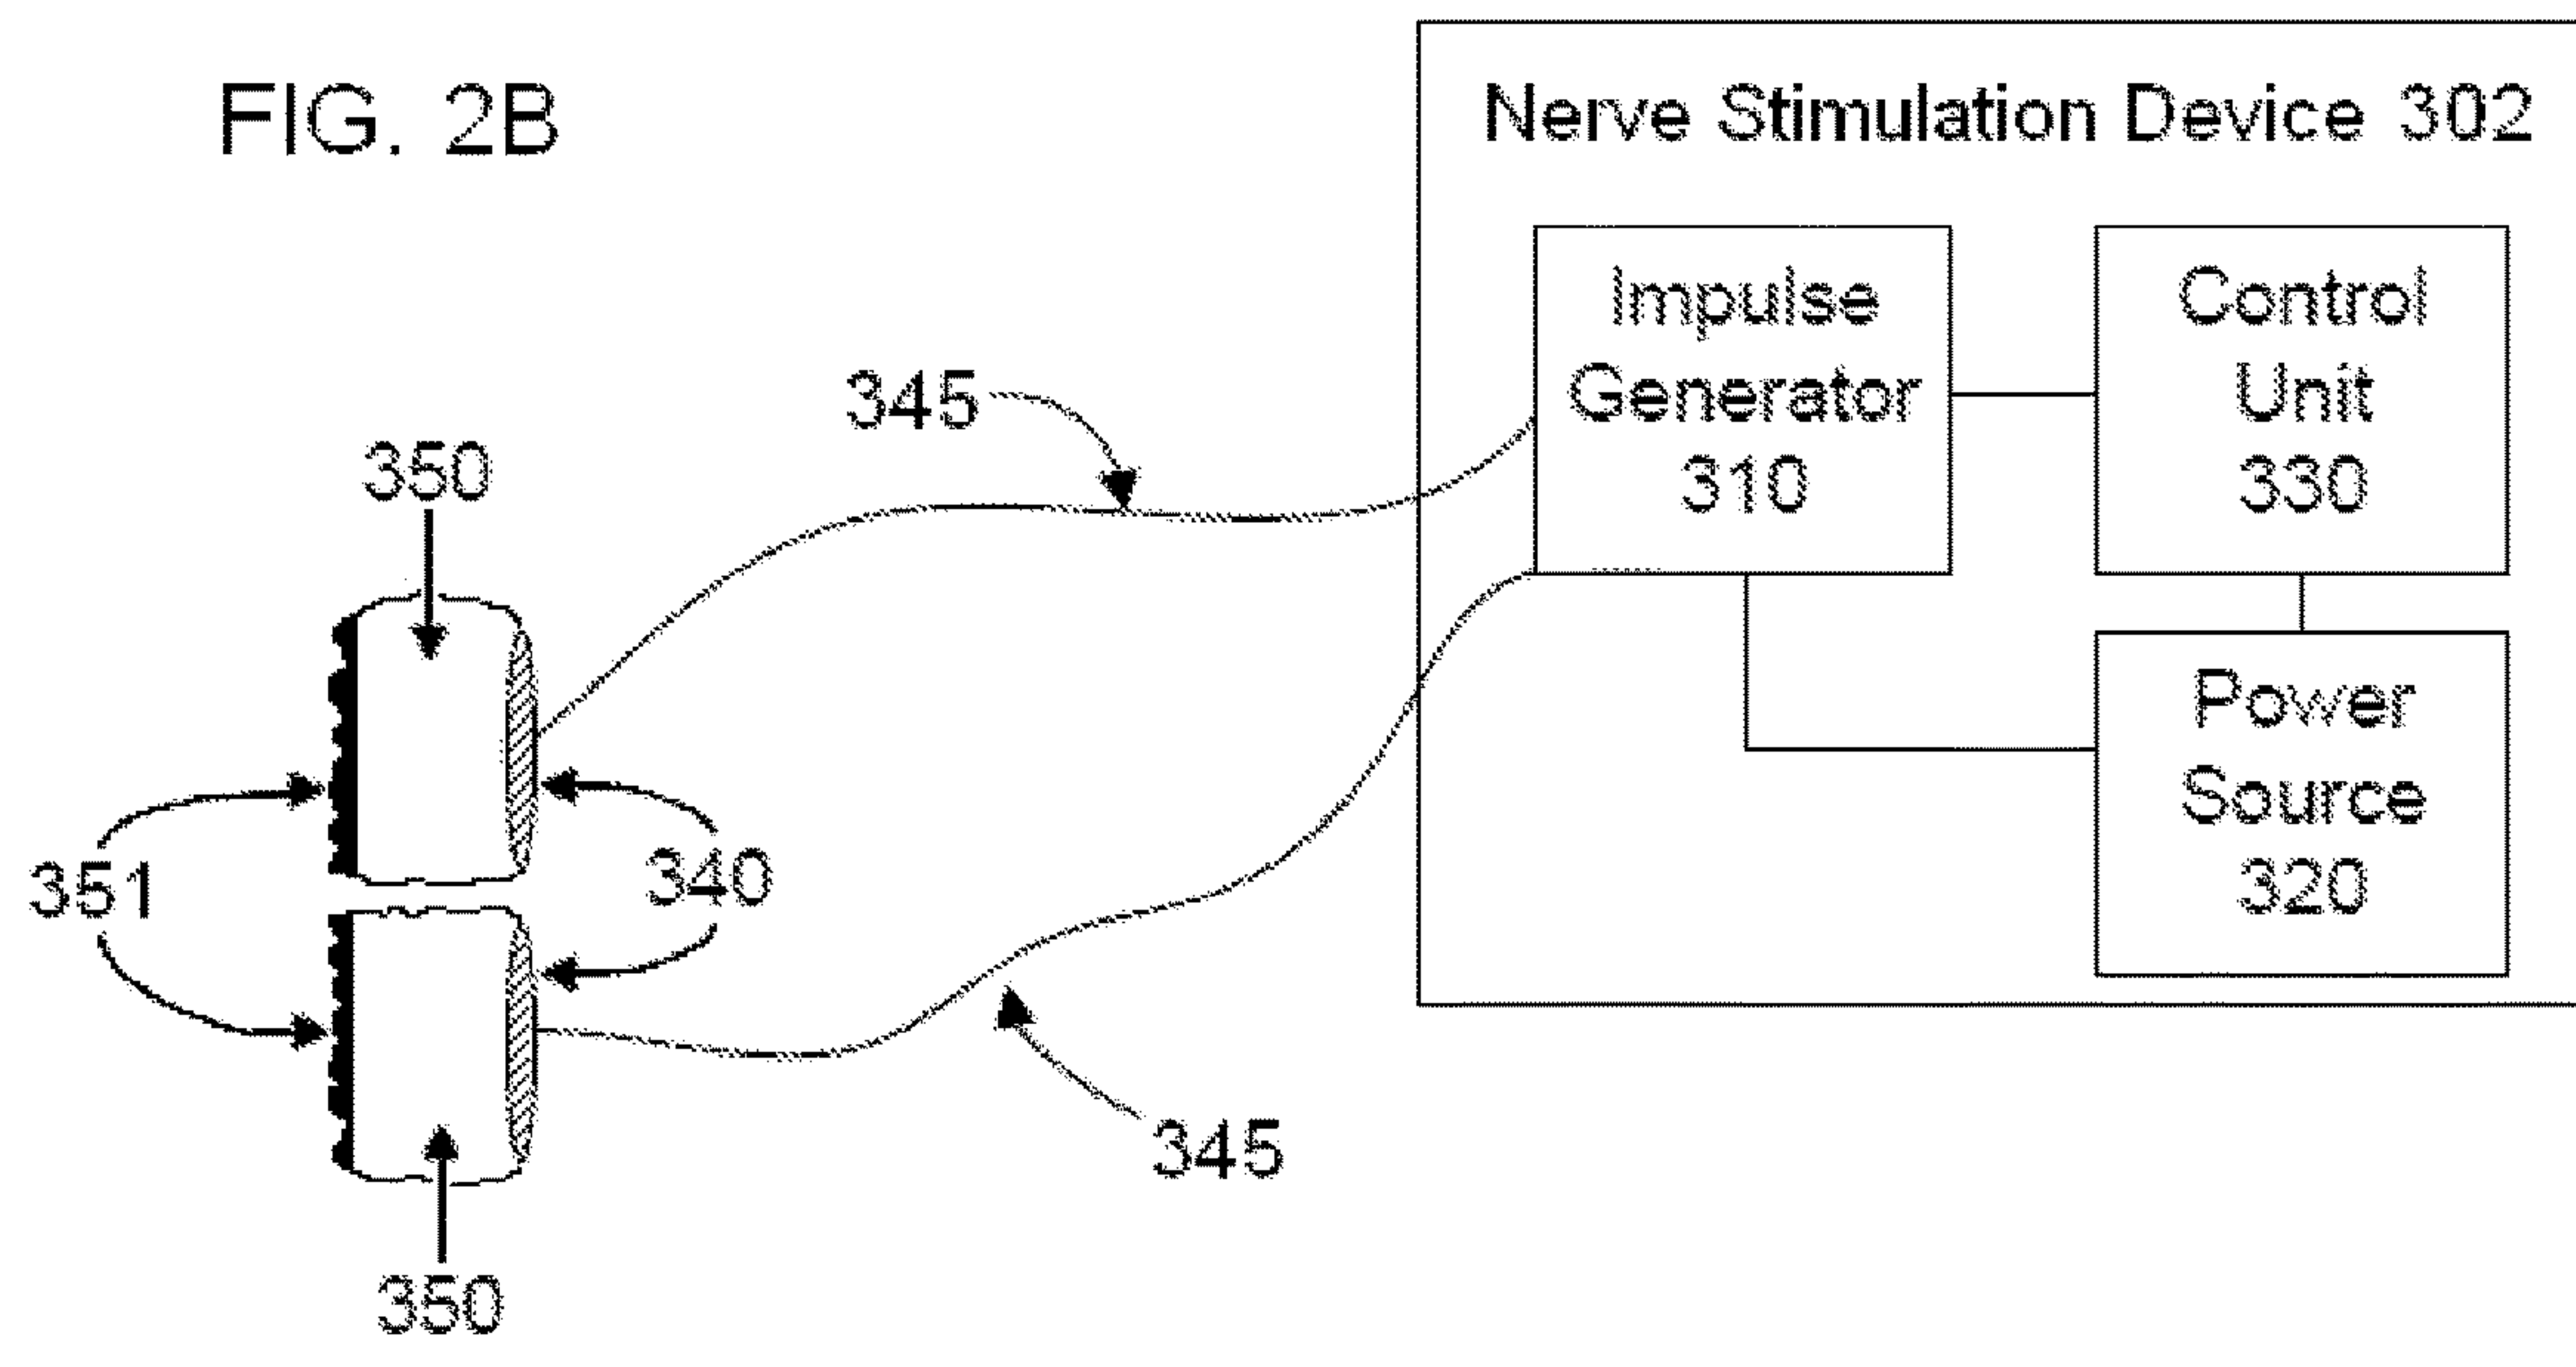 FIG. 2B
Nerve Stimulation Device 302
Impulse
Generator
310
Control
Unit
330
Power
Source
320
345
350
351
340
345
350